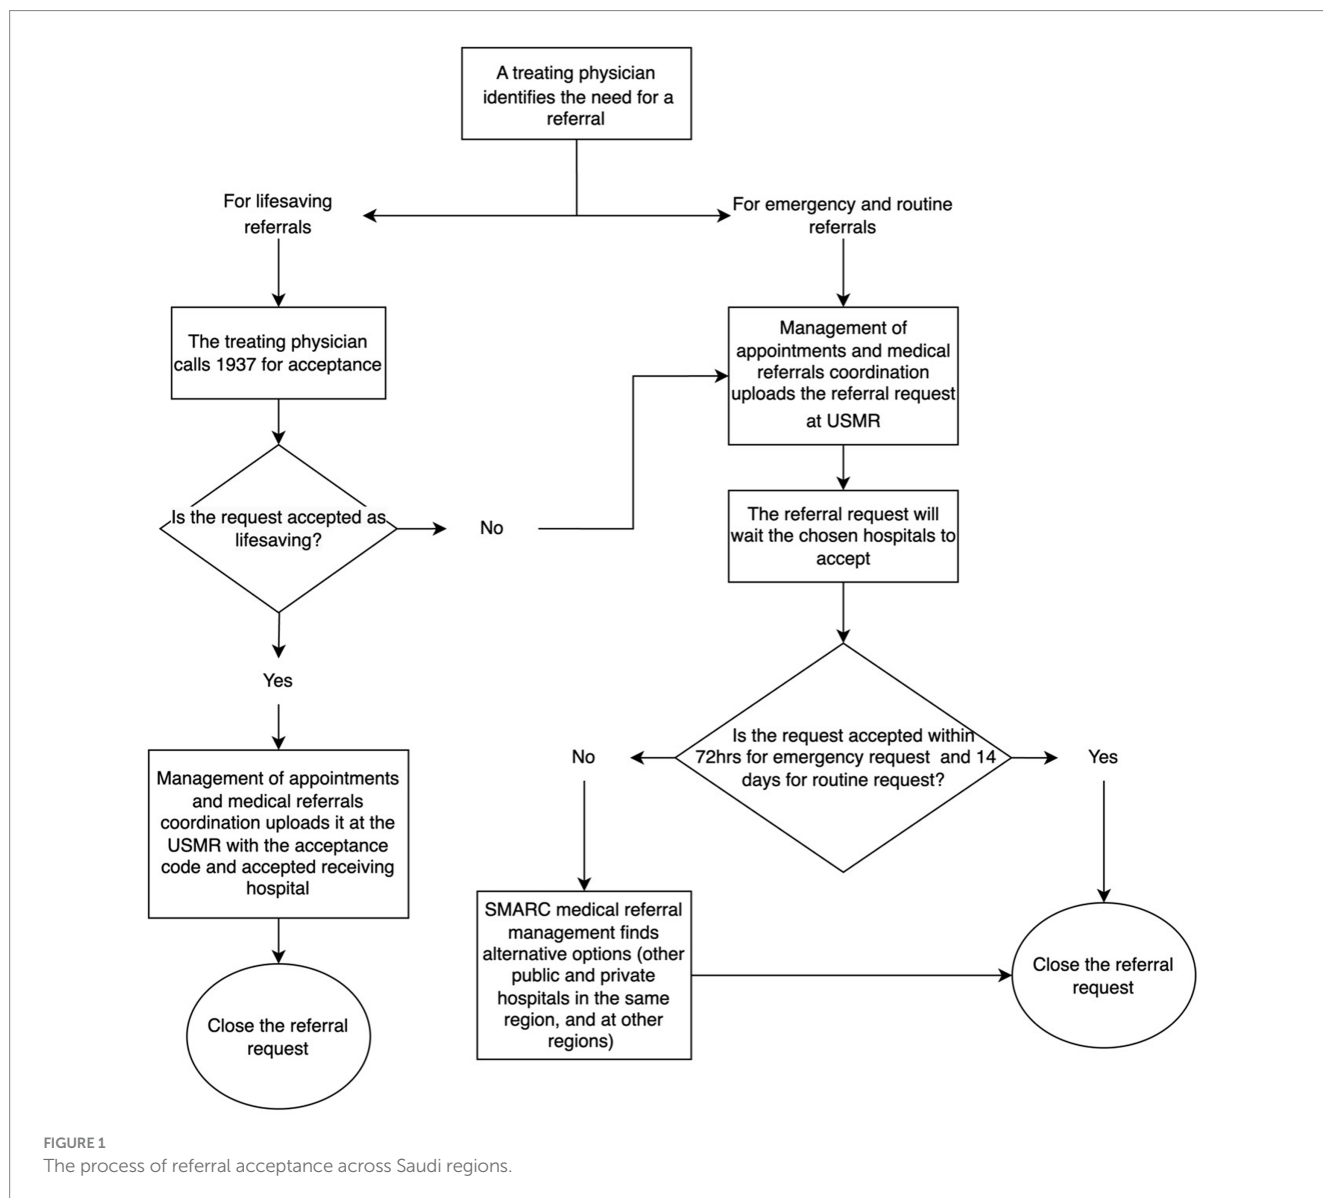 A treating physician
identifies the need for a
referral
For lifesaving
referrals
For emergency and routine
referrals
The treating physician
calls 1937 for acceptance
Management of
appointments and medical
referrals coordination
uploads the referral request
at USMR
Is the request accepted as
lifesaving?
No
The referral request will
wait the chosen hospitals to
accept
Yes
Is the request accepted within
72hrs for emergency request and 14
days for routine request?
No
Yes
Management of appointments
and medical referrals
coordination uploads it at the
USMR with the acceptance
code and accepted receiving
hospital
SMARC medical referral
management finds
alternative options (other
public and private
hospitals in the same
region, and at other
regions)
Close the referral
request
Close the referral
request
FIGURE 1
The process of referral acceptance across Saudi regions.